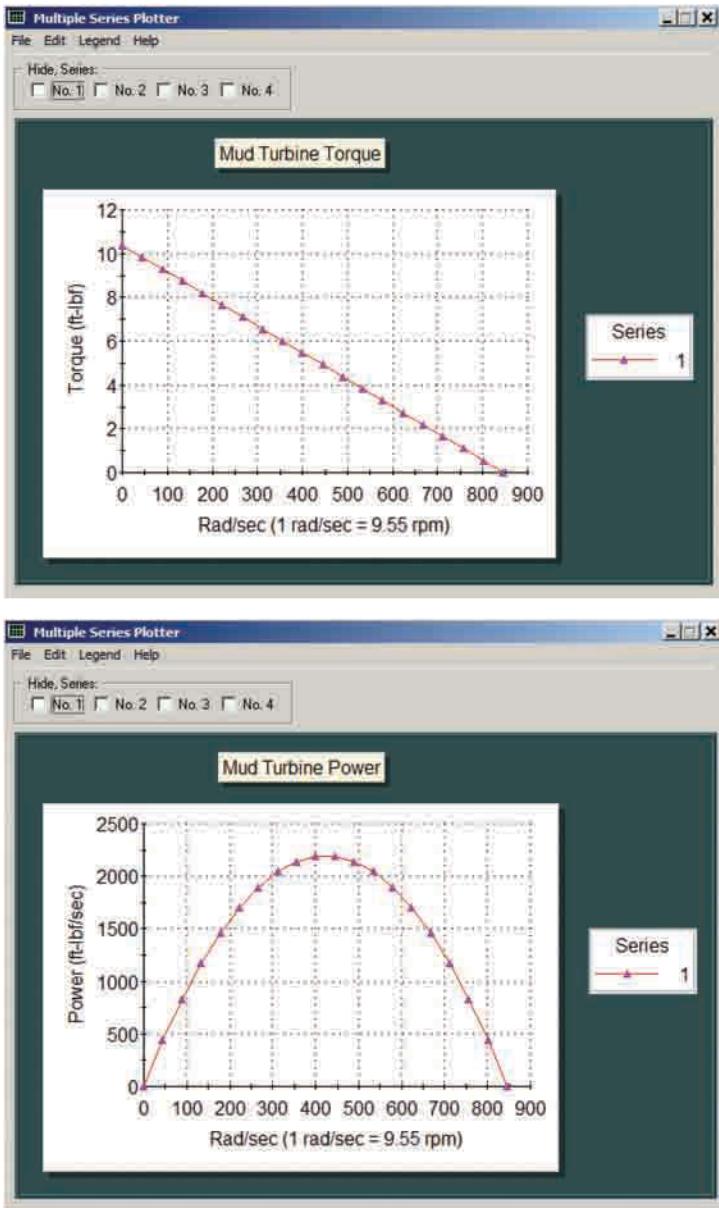 Multiple Series Plotter
File Edit Legend Help
Hide, Series:
No. 1 No. 2 No. 3 No. 4
Mud Turbine Torque
Torque (ft-lbf)
12
10
8
6
4
2
0
0 100 200 300 400 500 600 700 800 900
Rad/sec (1 rad/sec = 9.55 rpm)
Series
1
Multiple Series Plotter
File Edit Legend Help
Hide, Series:
No. 1 No. 2 No. 3 No. 4
Mud Turbine Power
Power (ft-lbf/sec)
2500
2000
1500
1000
500
0
0 100 200 300 400 500 600 700 800 900
Rad/sec (1 rad/sec = 9.55 rpm)
Series
1